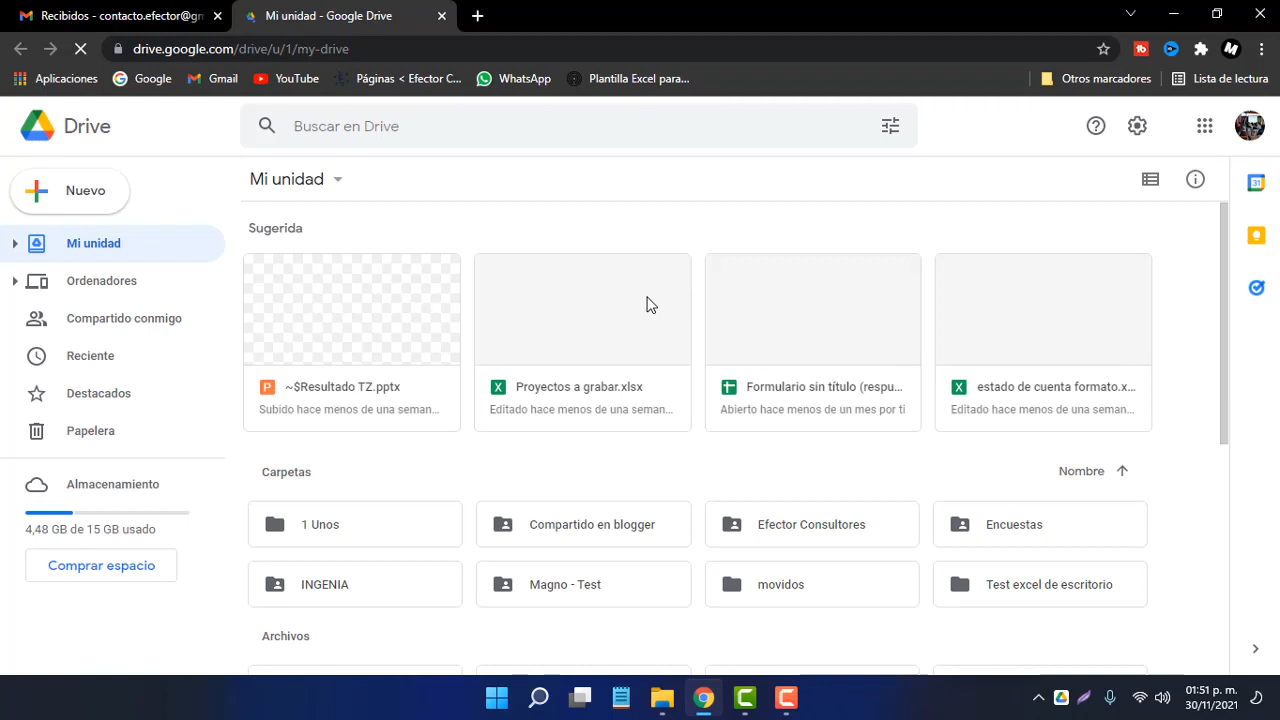 Recibidos - contacto.efector@gr
Mi unidad - Google Drive
drive.google.com/drive/u/1/my-drive
Aplicaciones
Google
Gmail
YouTube
Páginas < Efector C...
WhatsApp
Plantilla Excel para...
Otros marcadores
Lista de lectura
Drive
Buscar en Drive
Nuevo
Mi unidad
Ordenadores
Compartido conmigo
Reciente
Destacados
Papelera
Almacenamiento
4,48 GB de 15 GB usado
Comprar espacio
Mi unidad
Sugerida
~$Resultado TZ.pptx
Subido hace menos de una seman...
Proyectos a grabar.xlsx
Editado hace menos de una seman...
Formulario sin título (respu...
Abierto hace menos de un mes por ti
estado de cuenta formato.x...
Editado hace menos de una seman...
Carpetas
Nombre
1 Unos
Compartido en blogger
Efector Consultores
Encuestas
INGENIA
Magno - Test
movidos
Test excel de escritorio
Archivos
31
01:51 p. m.
30/11/2021